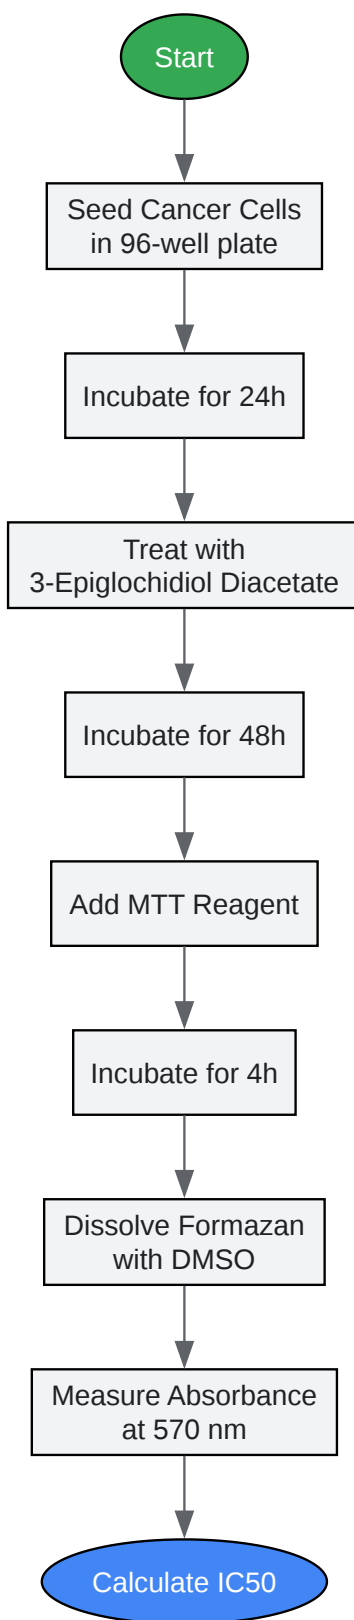 Start
Seed Cancer Cells
in 96-well plate
Incubate for 24h
Treat with
3-Epiglochidiol Diacetate
Incubate for 48h
Add MTT Reagent
Incubate for 4h
Dissolve Formazan
with DMSO
Measure Absorbance
at 570 nm
Calculate IC50